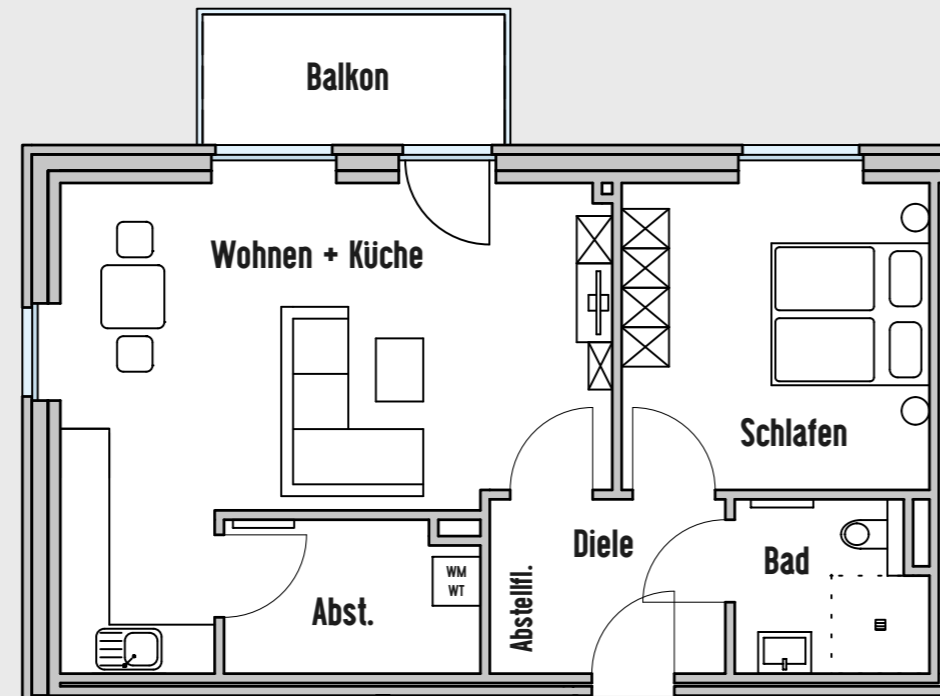 Balkon
Wohnen + Küche
Schlafen
Diele
Bad
WM
WT
Abst.
Abstellfl.